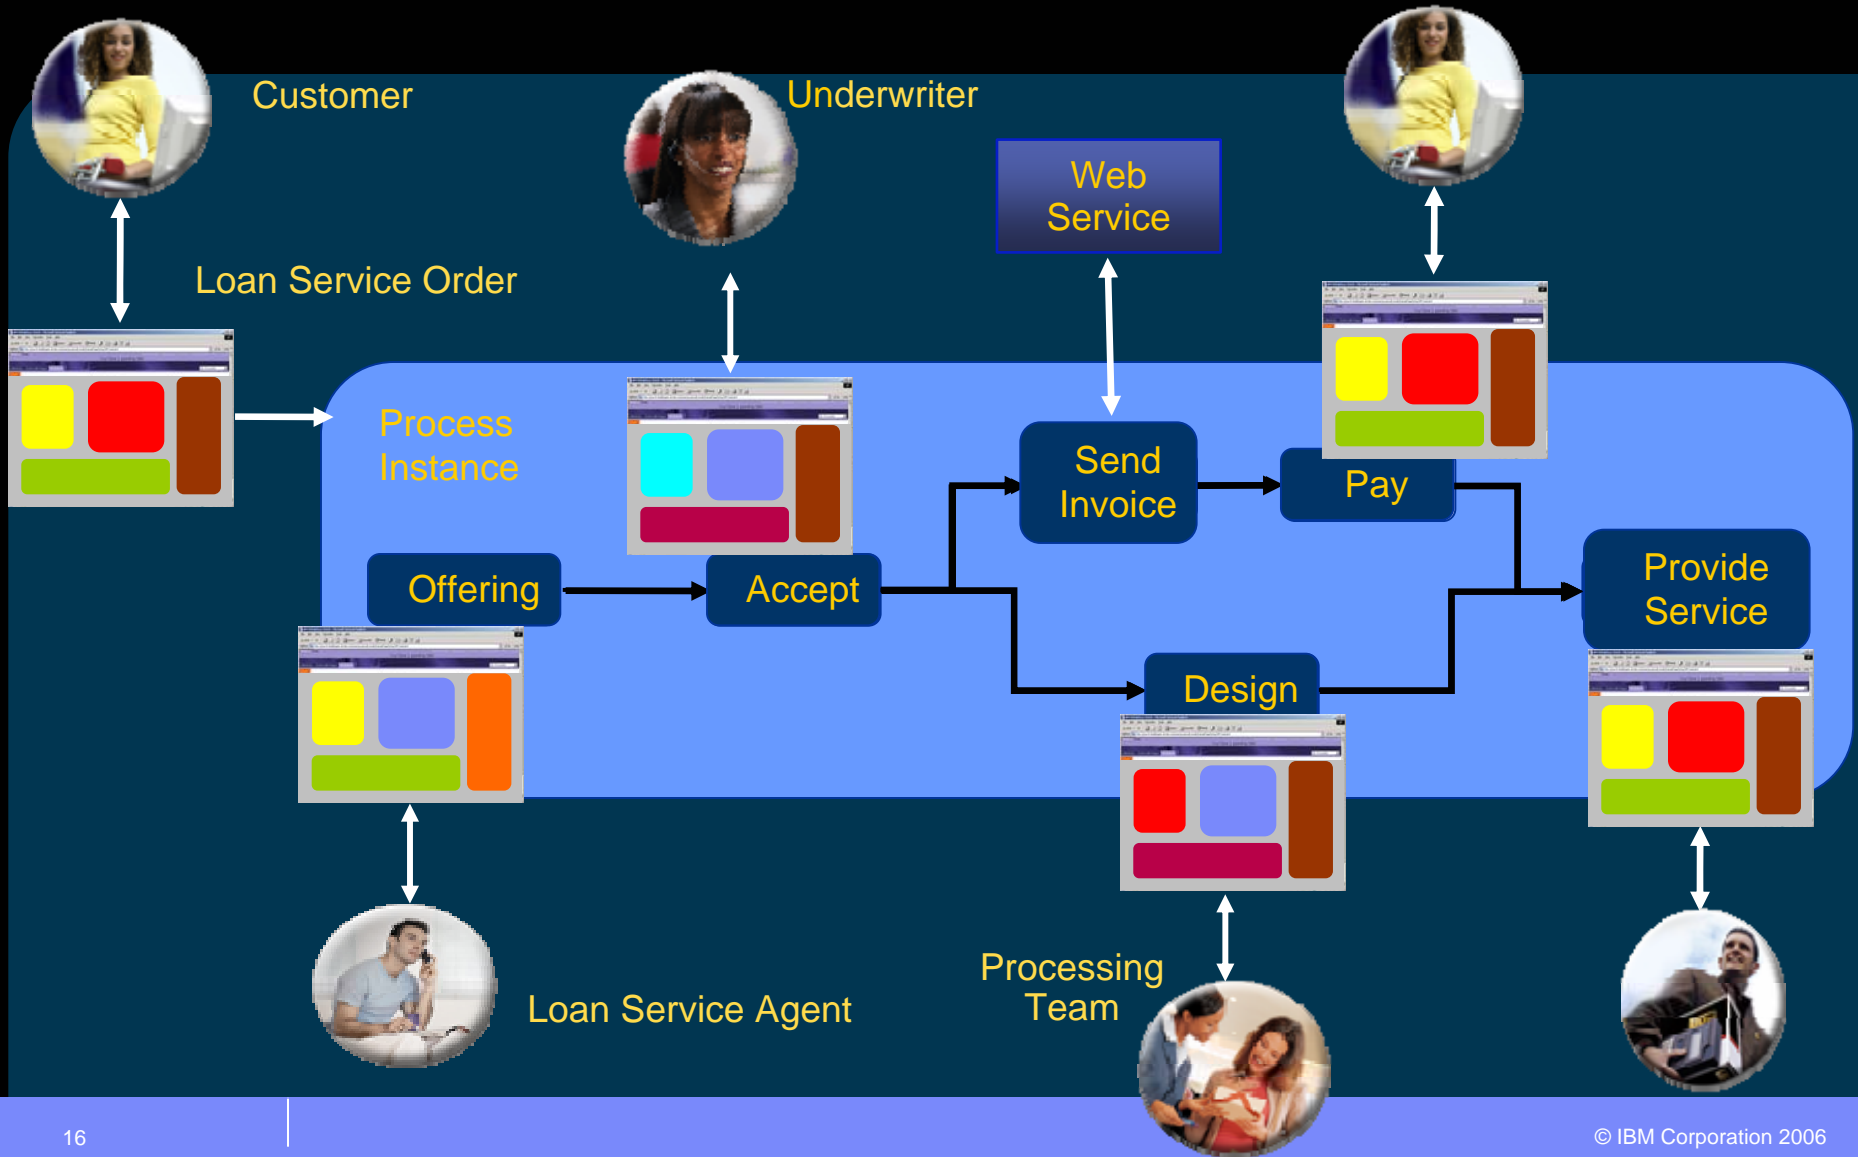 Customer
Underwriter
Web
Service
Loan Service Order
Process
Instance
Send
Invoice
Pay
Offering
Accept
Provide
Service
Design
Processing
Team
Loan Service Agent
16
© IBM Corporation 2006